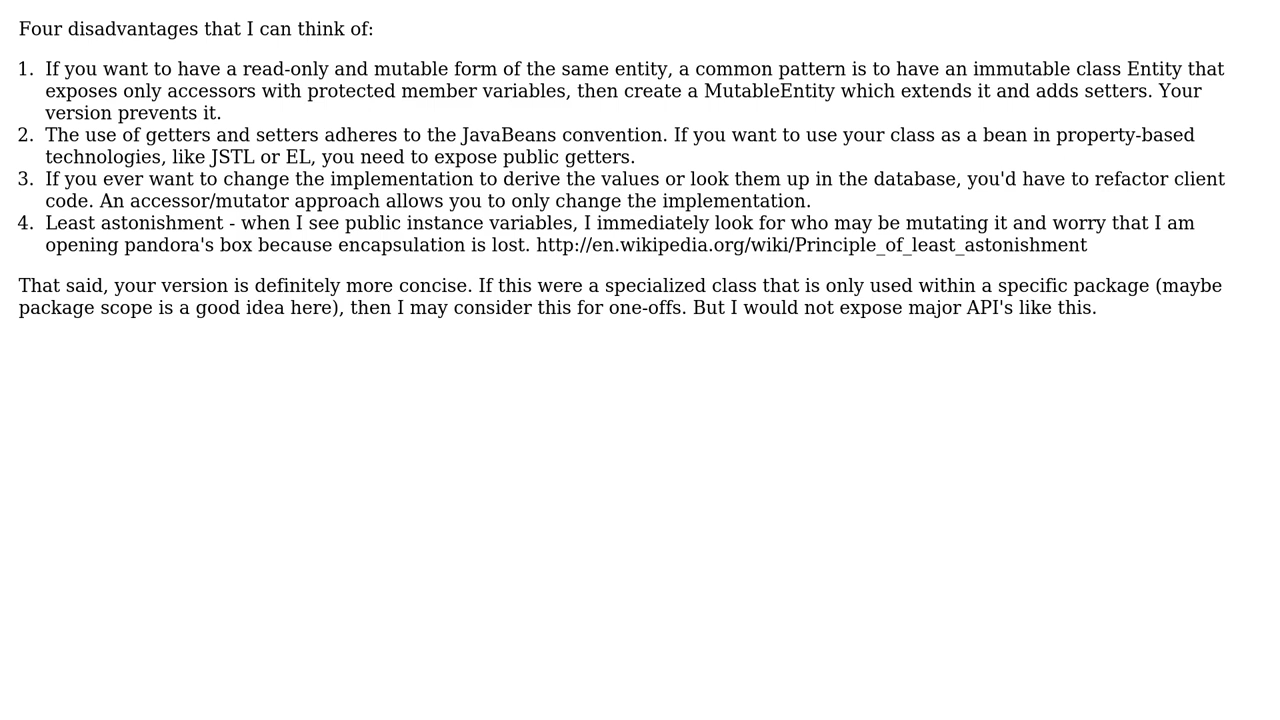 Four disadvantages that I can think of:
1. If you want to have a read-only and mutable form of the same entity, a common pattern is to have an immutable class Entity that
exposes only accessors with protected member variables, then create a MutableEntity which extends it and adds setters. Your
version prevents it.
2. The use of getters and setters adheres to the JavaBeans convention. If you want to use your class as a bean in property-based
technologies, like JSTL or EL, you need to expose public getters.
3. If you ever want to change the implementation to derive the values or look them up in the database, you'd have to refactor client
code. An accessor/mutator approach allows you to only change the implementation.
4. Least astonishment - when I see public instance variables, I immediately look for who may be mutating it and worry that I am
opening pandora's box because encapsulation is lost. http://en.wikipedia.org/wiki/Principle_of_least_astonishment
That said, your version is definitely more concise. If this were a specialized class that is only used within a specific package (maybe
package scope is a good idea here), then I may consider this for one-offs. But I would not expose major API's like this.